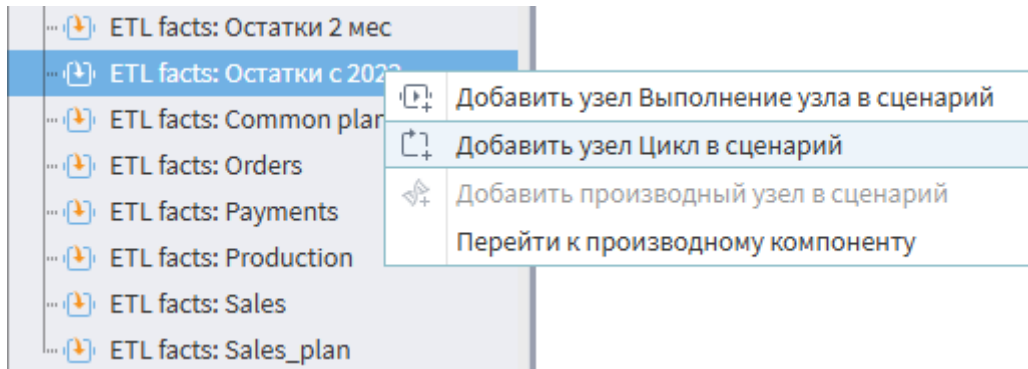 ETL facts: Остатки 2 мес
ETL facts: Остатки с 2022
Добавить узел Выполнение узла в сценарий
ETL facts: Common plan
Добавить узел Цикл в сценарий
ETL facts: Orders
Добавить производный узел в сценарий
ETL facts: Payments
Перейти к производному компоненту
ETL facts: Production
ETL facts: Sales
ETL facts: Sales_plan